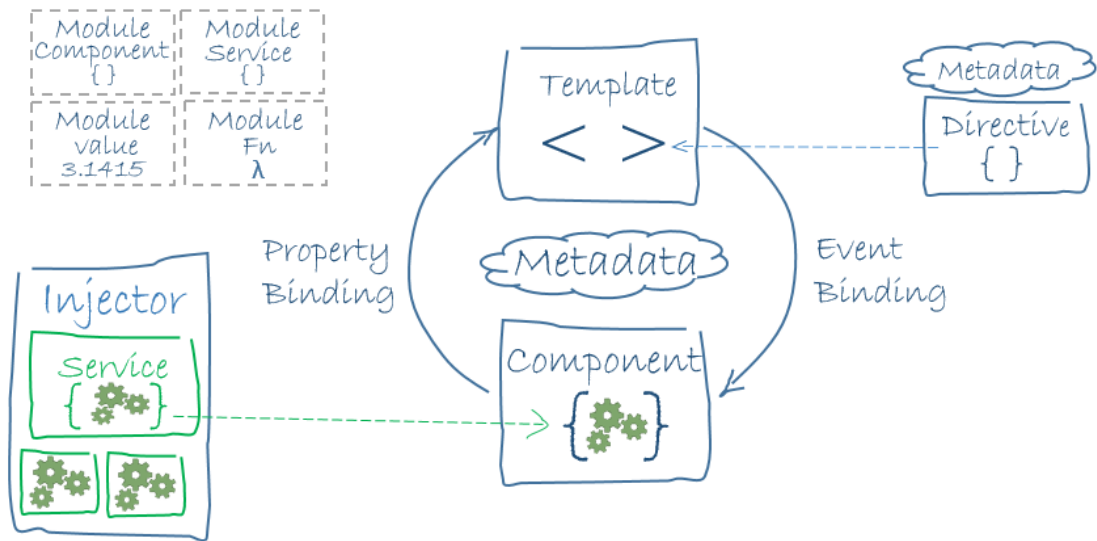 Module
Component
{ }
Module
Service
{ }
Module
value
3.1415
Module
Fn
λ
Template
< >
Metadata
Directive
{ }
Property
Binding
Metadata
Event
Binding
Injector
Service
{ }
Component
{ }